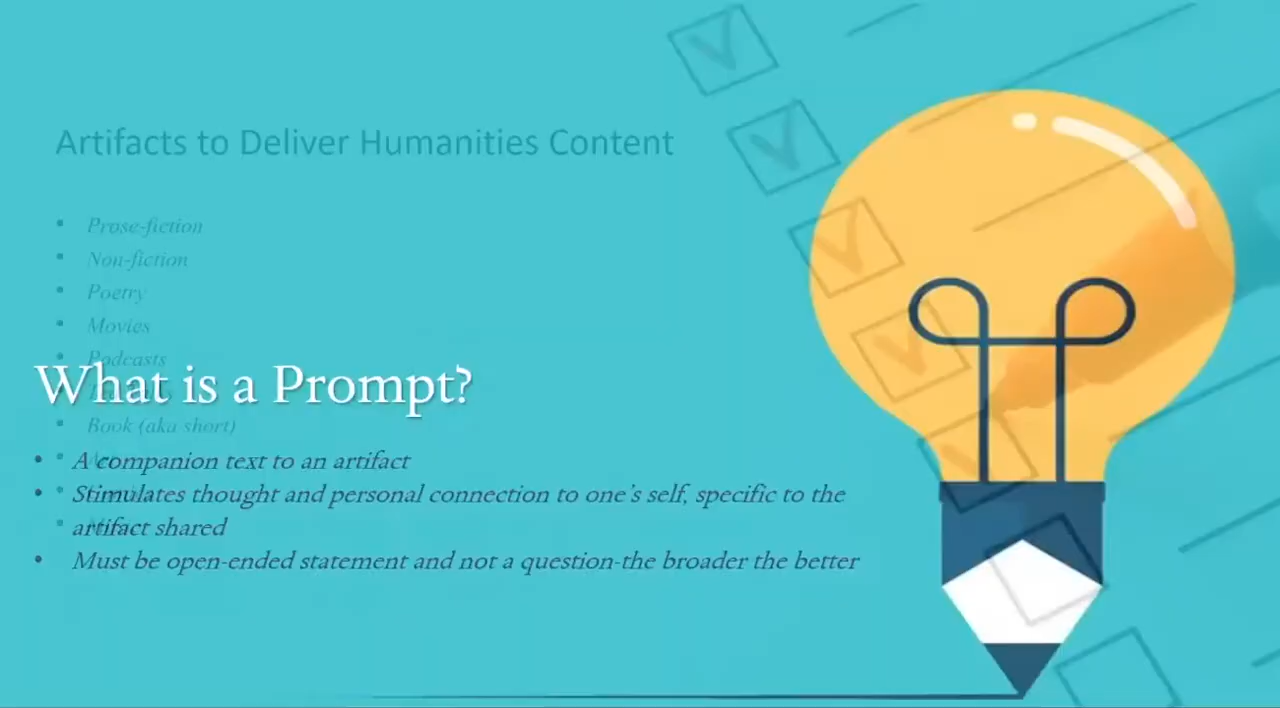 Artifacts to Deliver Humanities Content
• Prose-fiction
• Non-fiction
• Poetry
• Movies
• Podcasts
What is a Prompt?
• Book (aka short)
• A companion text to an artifact
• Stimulates thought and personal connection to one's self, specific to the
artifact shared
• Must be open-ended statement and not a question-the broader the better